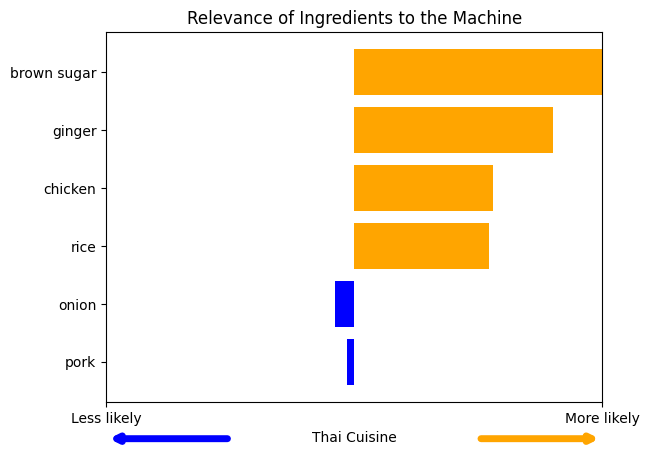 Relevance of Ingredients to the Machine
brown sugar
ginger
chicken
rice
onion
pork
Less likely
More likely
Thai Cuisine